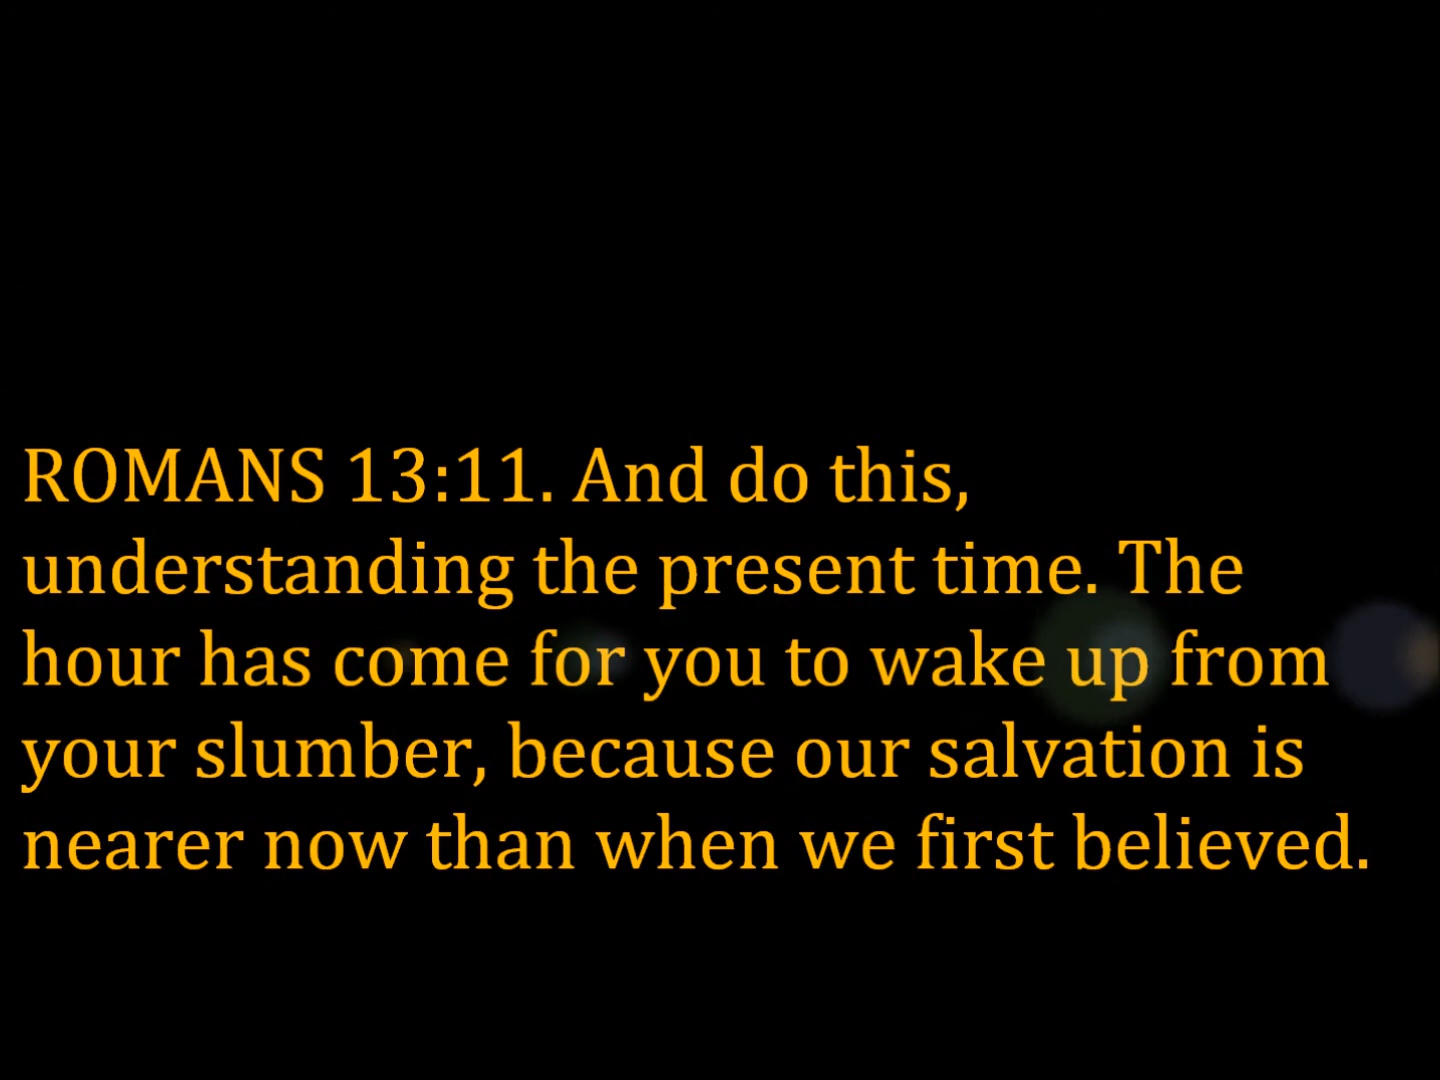 ROMANS 13:11. And do this,
understanding the present time. The
hour has come for you to wake up from
your slumber, because our salvation is
nearer now than when we first believed.